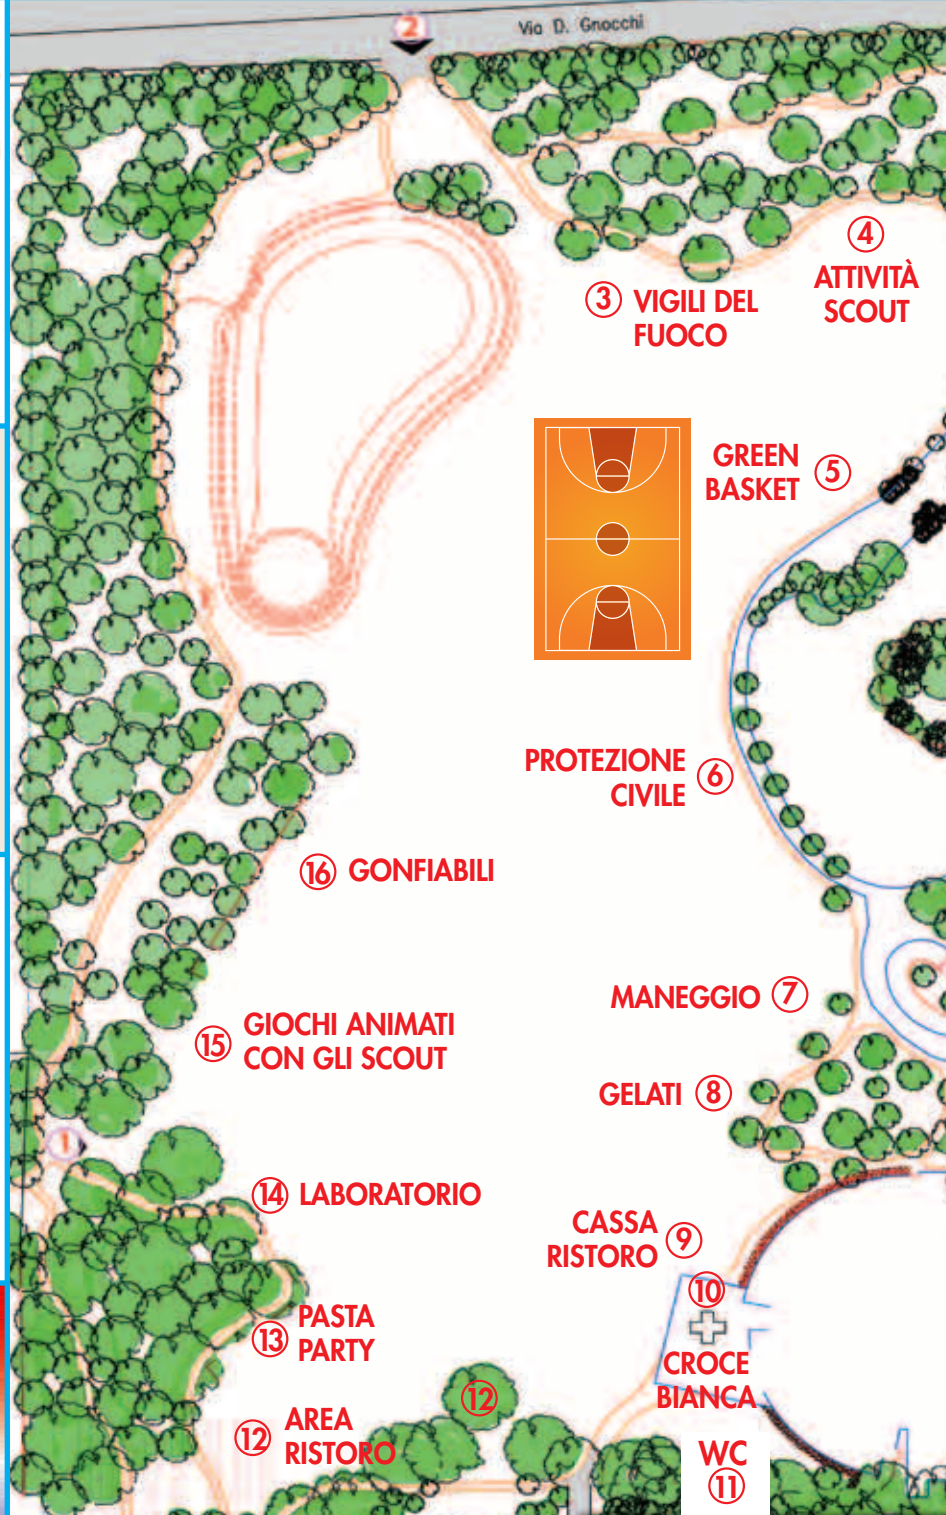 Via D. Gnocchi
2
4
ATTIVITÀ
SCOUT
3 VIGILI DEL
FUOCO
GREEN
BASKET 5
PROTEZIONE
CIVILE 6
16 GONFIABILI
MANEGGIO 7
15 GIOCHI ANIMATI
CON GLI SCOUT
GELATI 8
1
14 LABORATORIO
CASSA
RISTORO 9
10
CROCE
BIANCA
13 PASTA
PARTY
12
12 AREA
RISTORO
WC
11